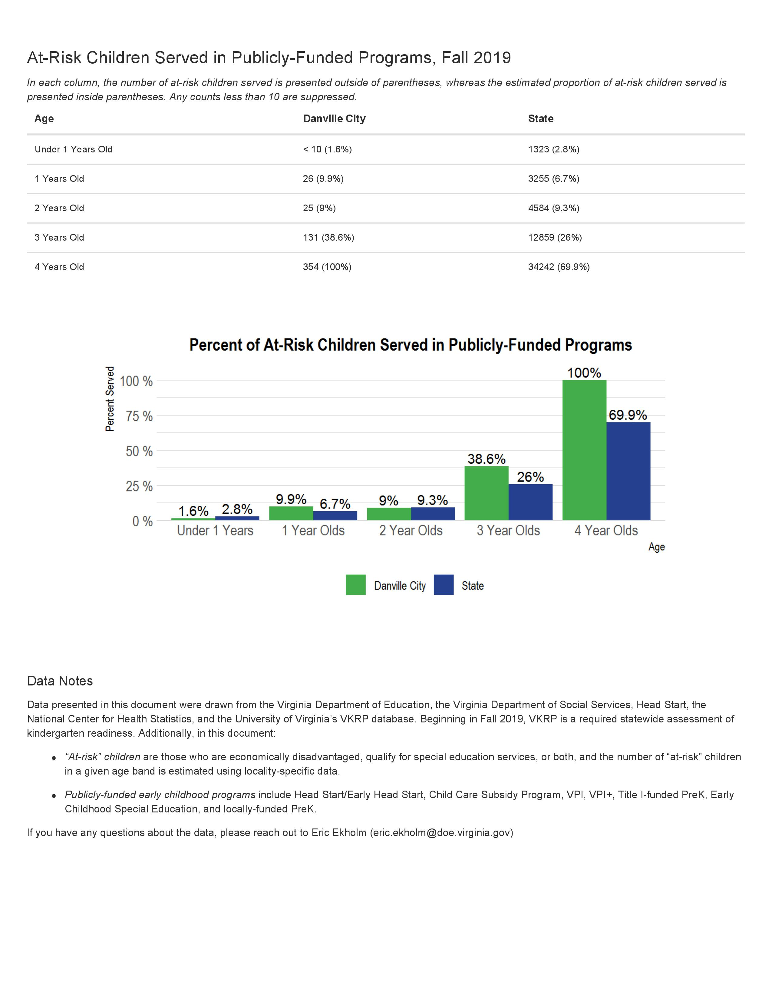 At-Risk Children Served in Publicly-Funded Programs, Fall 2019
In each column, the number of at-risk children served is presented outside of parentheses, whereas the estimated proportion of at-risk children served is
presented inside parentheses. Any counts less than 10 are suppressed.
Age Danville City State
Under 1 Years Old < 10 (1.6%) 1323 (2.8%)
1 Years Old 26 (9.9%) 3255 (6.7%)
2 Years Old 25 (9%) 4584 (9.3%)
3 Years Old 131 (38.6%) 12859 (26%)
4 Years Old 354 (100%) 34242 (69.9%)
Percent of At-Risk Children Served in Publicly-Funded Programs
Percent Served
100 %
75 %
50 %
25 %
0 %
1.6% 2.8% 9.9% 6.7% 9% 9.3% 38.6% 26% 100% 69.9%
Under 1 Years 1 Year Olds 2 Year Olds 3 Year Olds 4 Year Olds
Age
Danville City State
Data Notes
Data presented in this document were drawn from the Virginia Department of Education, the Virginia Department of Social Services, Head Start, the
National Center for Health Statistics, and the University of Virginia’s VKRP database. Beginning in Fall 2019, VKRP is a required statewide assessment of
kindergarten readiness. Additionally, in this document:
• “At-risk” children are those who are economically disadvantaged, qualify for special education services, or both, and the number of “at-risk” children
in a given age band is estimated using locality-specific data.
• Publicly-funded early childhood programs include Head Start/Early Head Start, Child Care Subsidy Program, VPI, VPI+, Title I-funded PreK, Early
Childhood Special Education, and locally-funded PreK.
If you have any questions about the data, please reach out to Eric Ekholm (eric.ekholm@doe.virginia.gov)